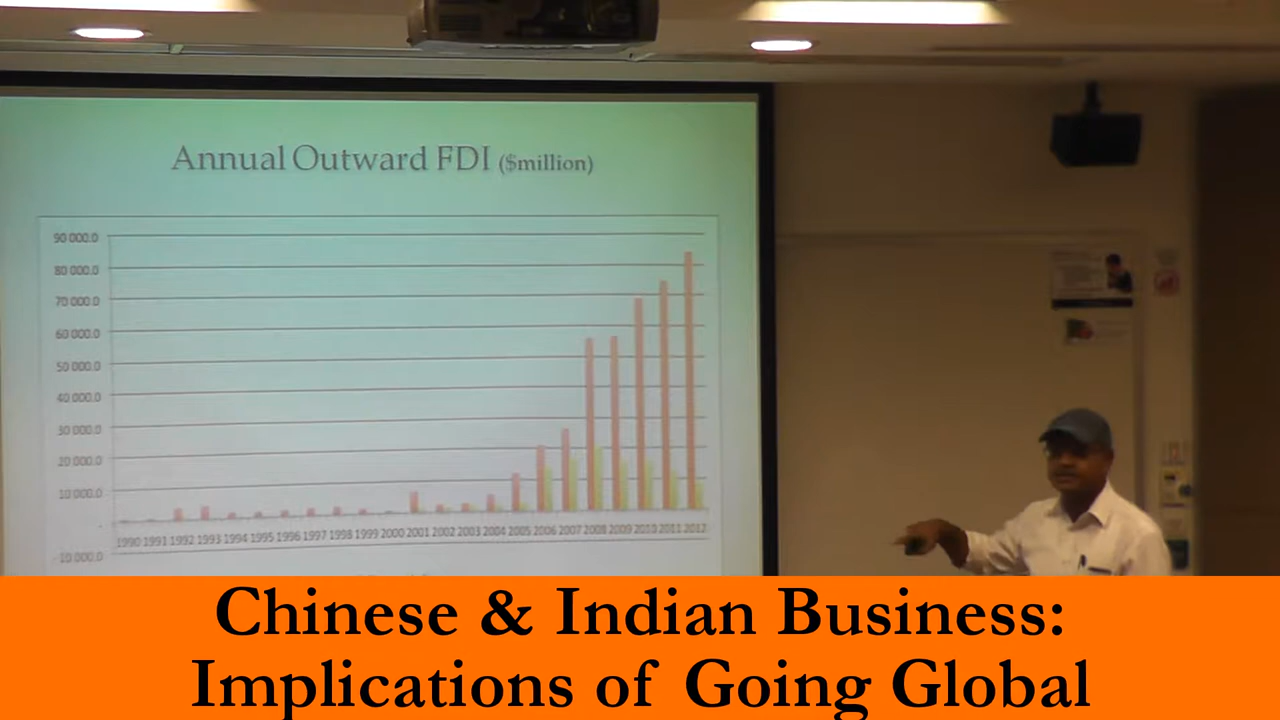 Annual Outward FDI ($million)
90 000.0
80 000.0
70 000.0
60 000.0
50 000.0
40 000.0
30 000.0
20 000.0
10 000.0
-
-10 000.0
1990 1991 1992 1993 1994 1995 1996 1997 1998 1999 2000 2001 2002 2003 2004 2005 2006 2007 2008 2009 2010 2011 2012
Chinese & Indian Business:
Implications of Going Global